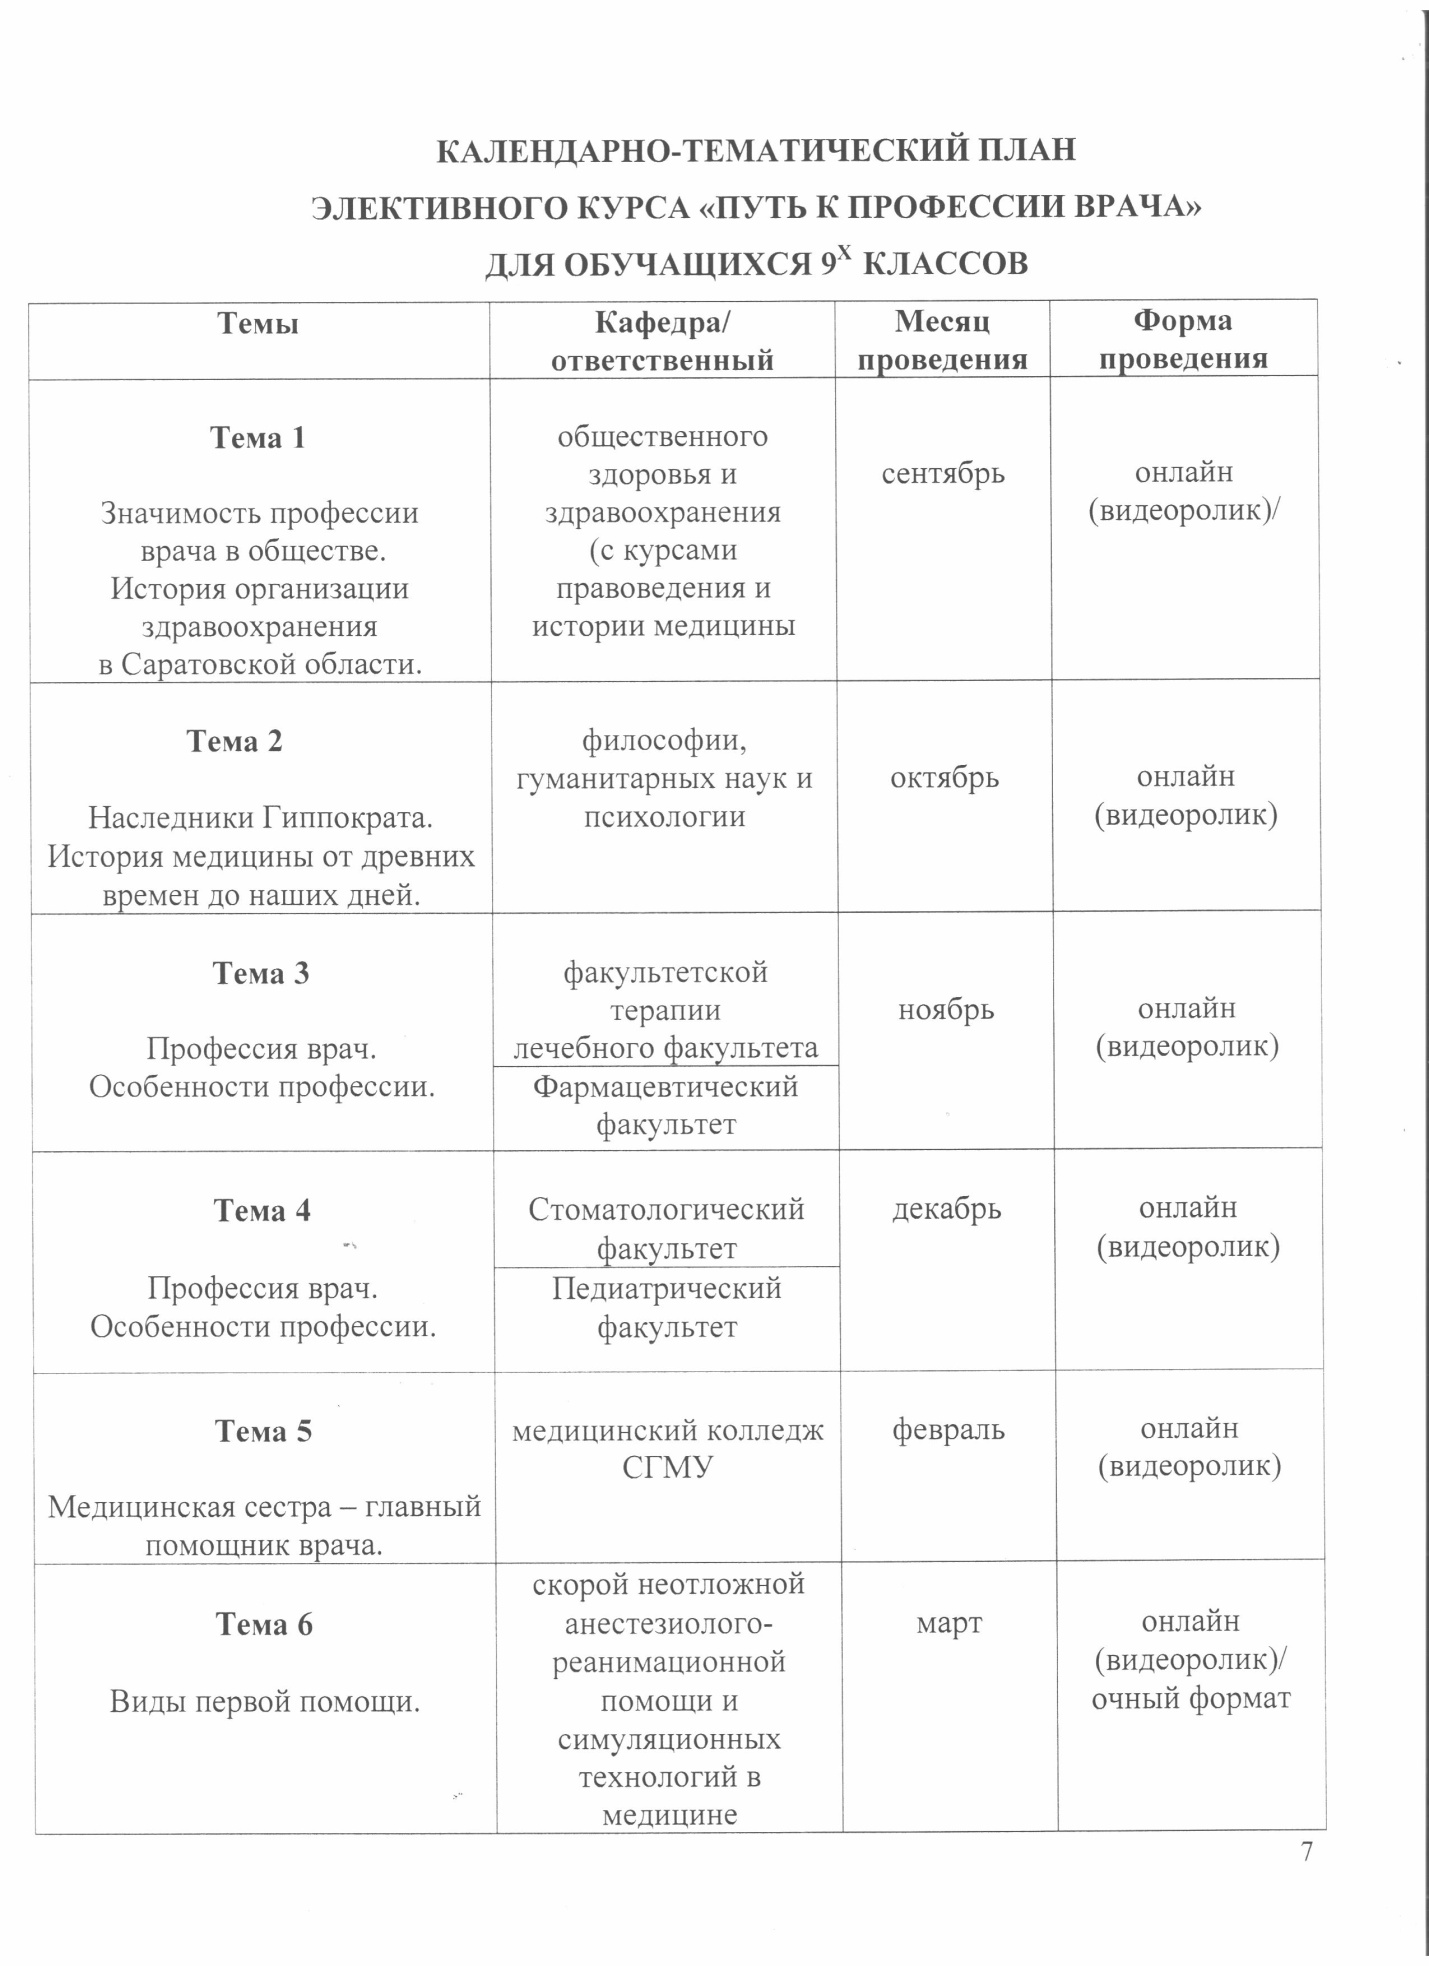 КАЛЕНДАРНО-ТЕМАТИЧЕСКИЙ ПЛАН
ЭЛЕКТИВНОГО КУРСА «ПУТЬ К ПРОФЕССИИ ВРАЧА»
ДЛЯ ОБУЧАЩИХСЯ 9Х КЛАССОВ
Темы
Кафедра/
ответственный
Месяц
проведения
Форма
проведения
Тема 1
Значимость профессии
врача в обществе.
История организации
здравоохранения
в Саратовской области.
общественного
здоровья и
здравоохранения
(с курсами
правоведения и
истории медицины
сентябрь
онлайн
(видеоролик)/
Тема 2
Наследники Гиппократа.
История медицины от древних
времен до наших дней.
философии,
гуманитарных наук и
психологии
октябрь
онлайн
(видеоролик)
Тема 3
Профессия врач.
Особенности профессии.
факультетской
терапии
лечебного факультета
Фармацевтический
факультет
ноябрь
онлайн
(видеоролик)
Тема 4
Профессия врач.
Особенности профессии.
Стоматологический
факультет
Педиатрический
факультет
декабрь
онлайн
(видеоролик)
Тема 5
Медицинская сестра – главный
помощник врача.
медицинский колледж
СГМУ
февраль
онлайн
(видеоролик)
Тема 6
Виды первой помощи.
скорой неотложной
анестезиолого-
реанимационной
помощи и
симуляционных
технологий в
медицине
март
онлайн
(видеоролик)/
очный формат
7